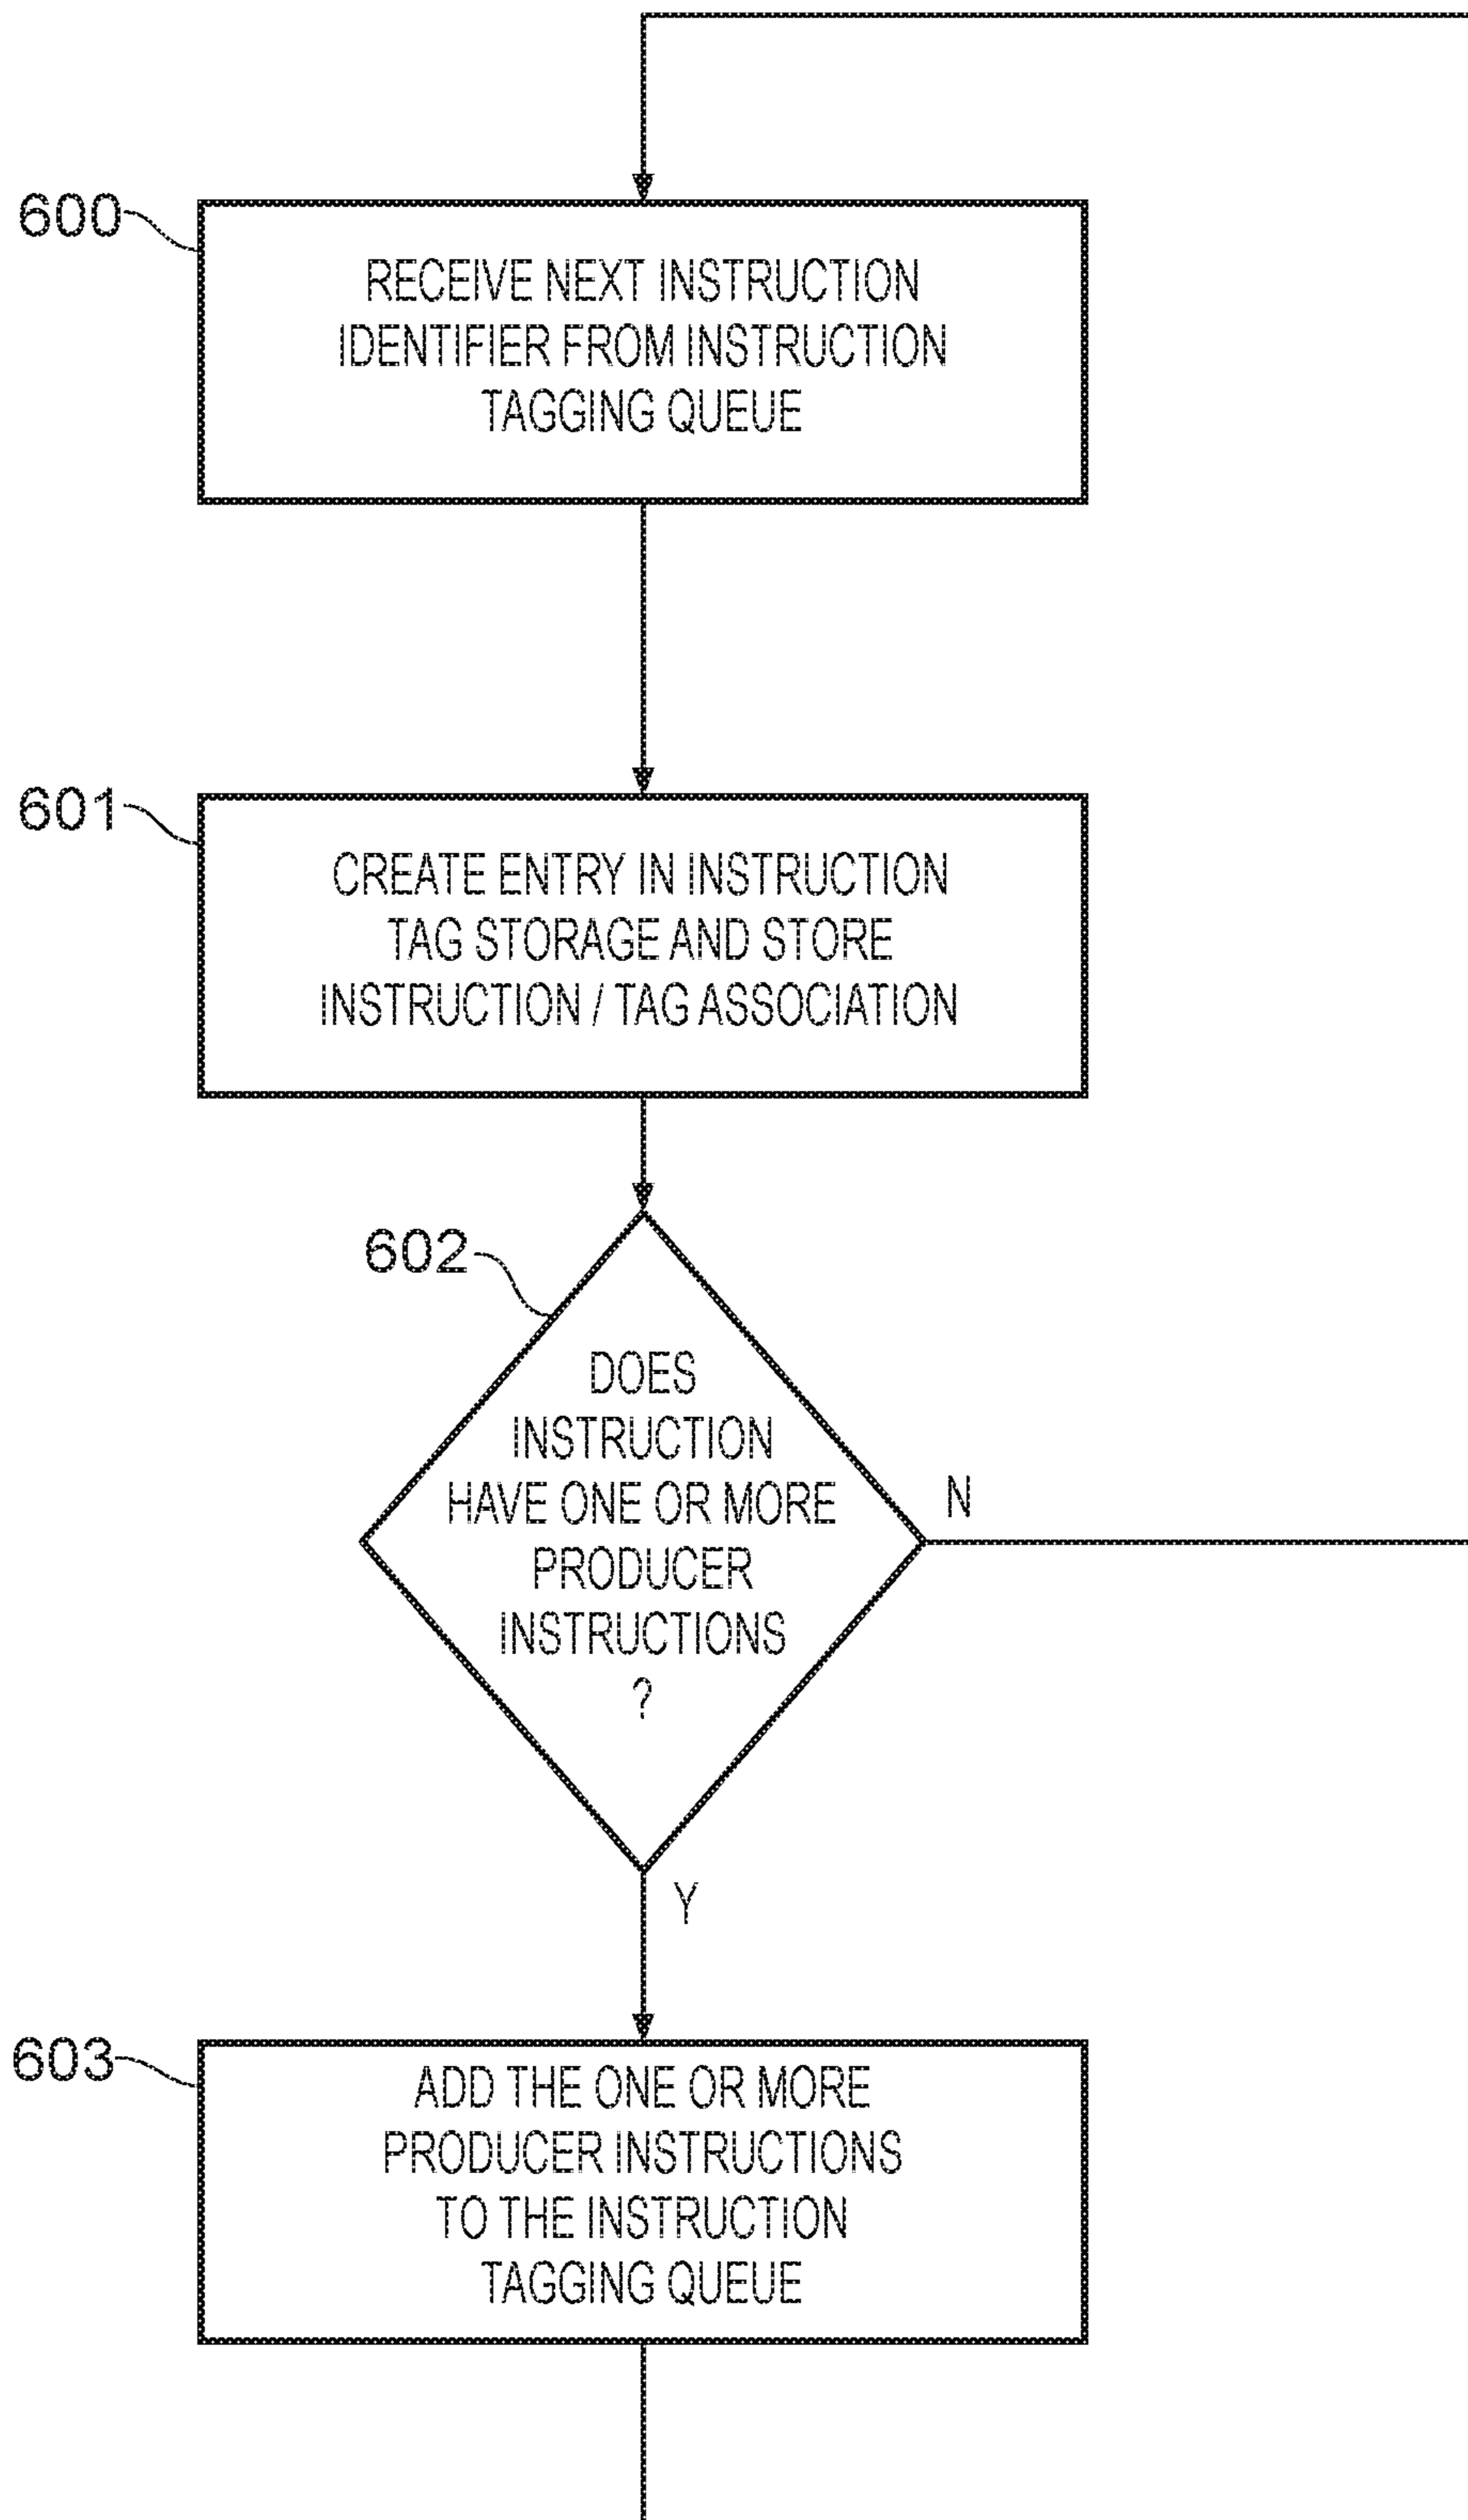 600
RECEIVE NEXT INSTRUCTION
IDENTIFIER FROM INSTRUCTION
TAGGING QUEUE
601
CREATE ENTRY IN INSTRUCTION
TAG STORAGE AND STORE
INSTRUCTION / TAG ASSOCIATION
602
DOES
INSTRUCTION
HAVE ONE OR MORE
PRODUCER
INSTRUCTIONS
?
N
Y
603
ADD THE ONE OR MORE
PRODUCER INSTRUCTIONS
TO THE INSTRUCTION
TAGGING QUEUE